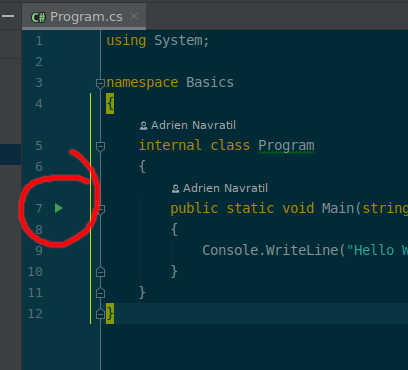 C# Program.cs
1 using System;
2
3 namespace Basics
4 {
Adrien Navratil
5 internal class Program
6 {
Adrien Navratil
7 public static void Main(string
8 {
9 Console.WriteLine("Hello W
10 }
11 }
12 }